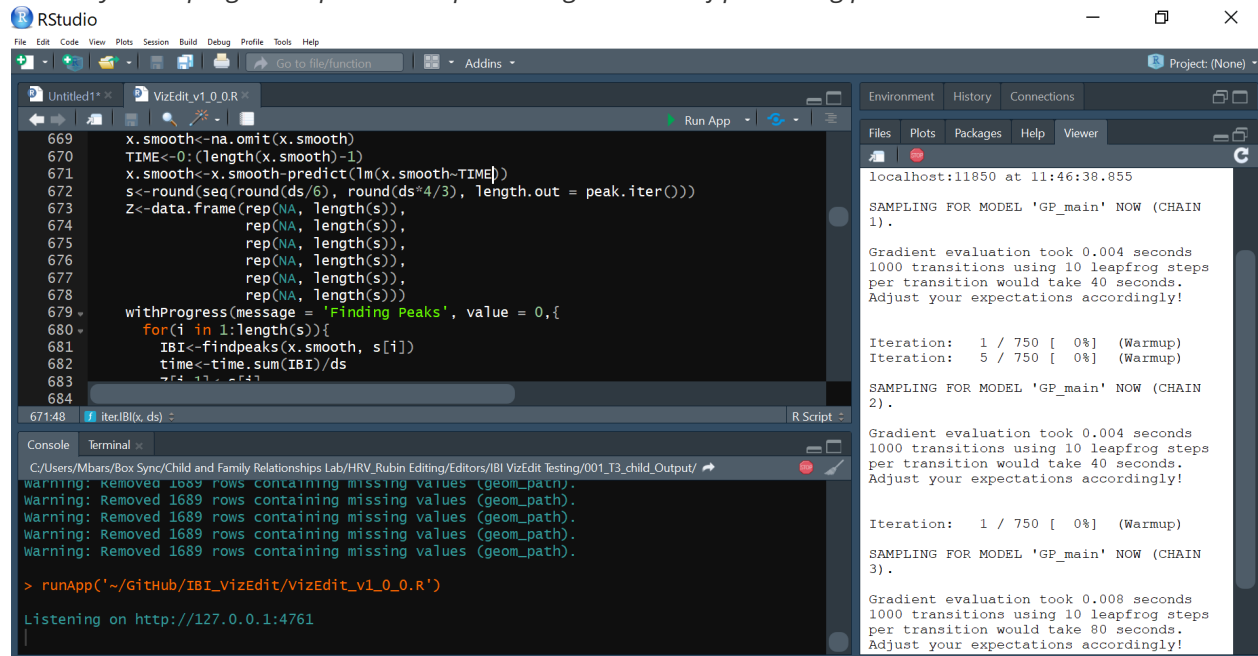 RStudio
File Edit Code View Plots Session Build Debug Profile Tools Help
Go to file/function Addins Project: (None)
Untitled1* VizEdit_v1_0_0.R
Run App
669 x.smooth<-na.omit(x.smooth)
670 TIME<-0:(length(x.smooth)-1)
671 x.smooth<-x.smooth-predict(lm(x.smooth~TIME))
672 s<-round(seq(round(ds/6), round(ds*4/3), length.out = peak.iter()))
673 Z<-data.frame(rep(NA, length(s)),
674 rep(NA, length(s)),
675 rep(NA, length(s)),
676 rep(NA, length(s)),
677 rep(NA, length(s)),
678 rep(NA, length(s)))
679 withProgress(message = 'Finding Peaks', value = 0,{
680 for(i in 1:length(s)){
681 IBI<-findpeaks(x.smooth, s[i])
682 time<-time.sum(IBI)/ds
683 Z[i,1]<-s[i]
684
671:48 iter.IBI(x, ds) R Script
Console Terminal
C:/Users/Mbars/Box Sync/Child and Family Relationships Lab/HRV_Rubin Editing/Editors/IBI VizEdit Testing/001_T3_child_Output/
Warning: Removed 1689 rows containing missing values (geom_path).
Warning: Removed 1689 rows containing missing values (geom_path).
Warning: Removed 1689 rows containing missing values (geom_path).
Warning: Removed 1689 rows containing missing values (geom_path).
Warning: Removed 1689 rows containing missing values (geom_path).
> runApp('~/GitHub/IBI_VizEdit/VizEdit_v1_0_0.R')
Listening on http://127.0.0.1:4761
Environment History Connections
Files Plots Packages Help Viewer
localhost:11850 at 11:46:38.855
SAMPLING FOR MODEL 'GP_main' NOW (CHAIN
1).
Gradient evaluation took 0.004 seconds
1000 transitions using 10 leapfrog steps
per transition would take 40 seconds.
Adjust your expectations accordingly!
Iteration: 1 / 750 [ 0%] (Warmup)
Iteration: 5 / 750 [ 0%] (Warmup)
SAMPLING FOR MODEL 'GP_main' NOW (CHAIN
2).
Gradient evaluation took 0.004 seconds
1000 transitions using 10 leapfrog steps
per transition would take 40 seconds.
Adjust your expectations accordingly!
Iteration: 1 / 750 [ 0%] (Warmup)
SAMPLING FOR MODEL 'GP_main' NOW (CHAIN
3).
Gradient evaluation took 0.008 seconds
1000 transitions using 10 leapfrog steps
per transition would take 80 seconds.
Adjust your expectations accordingly!